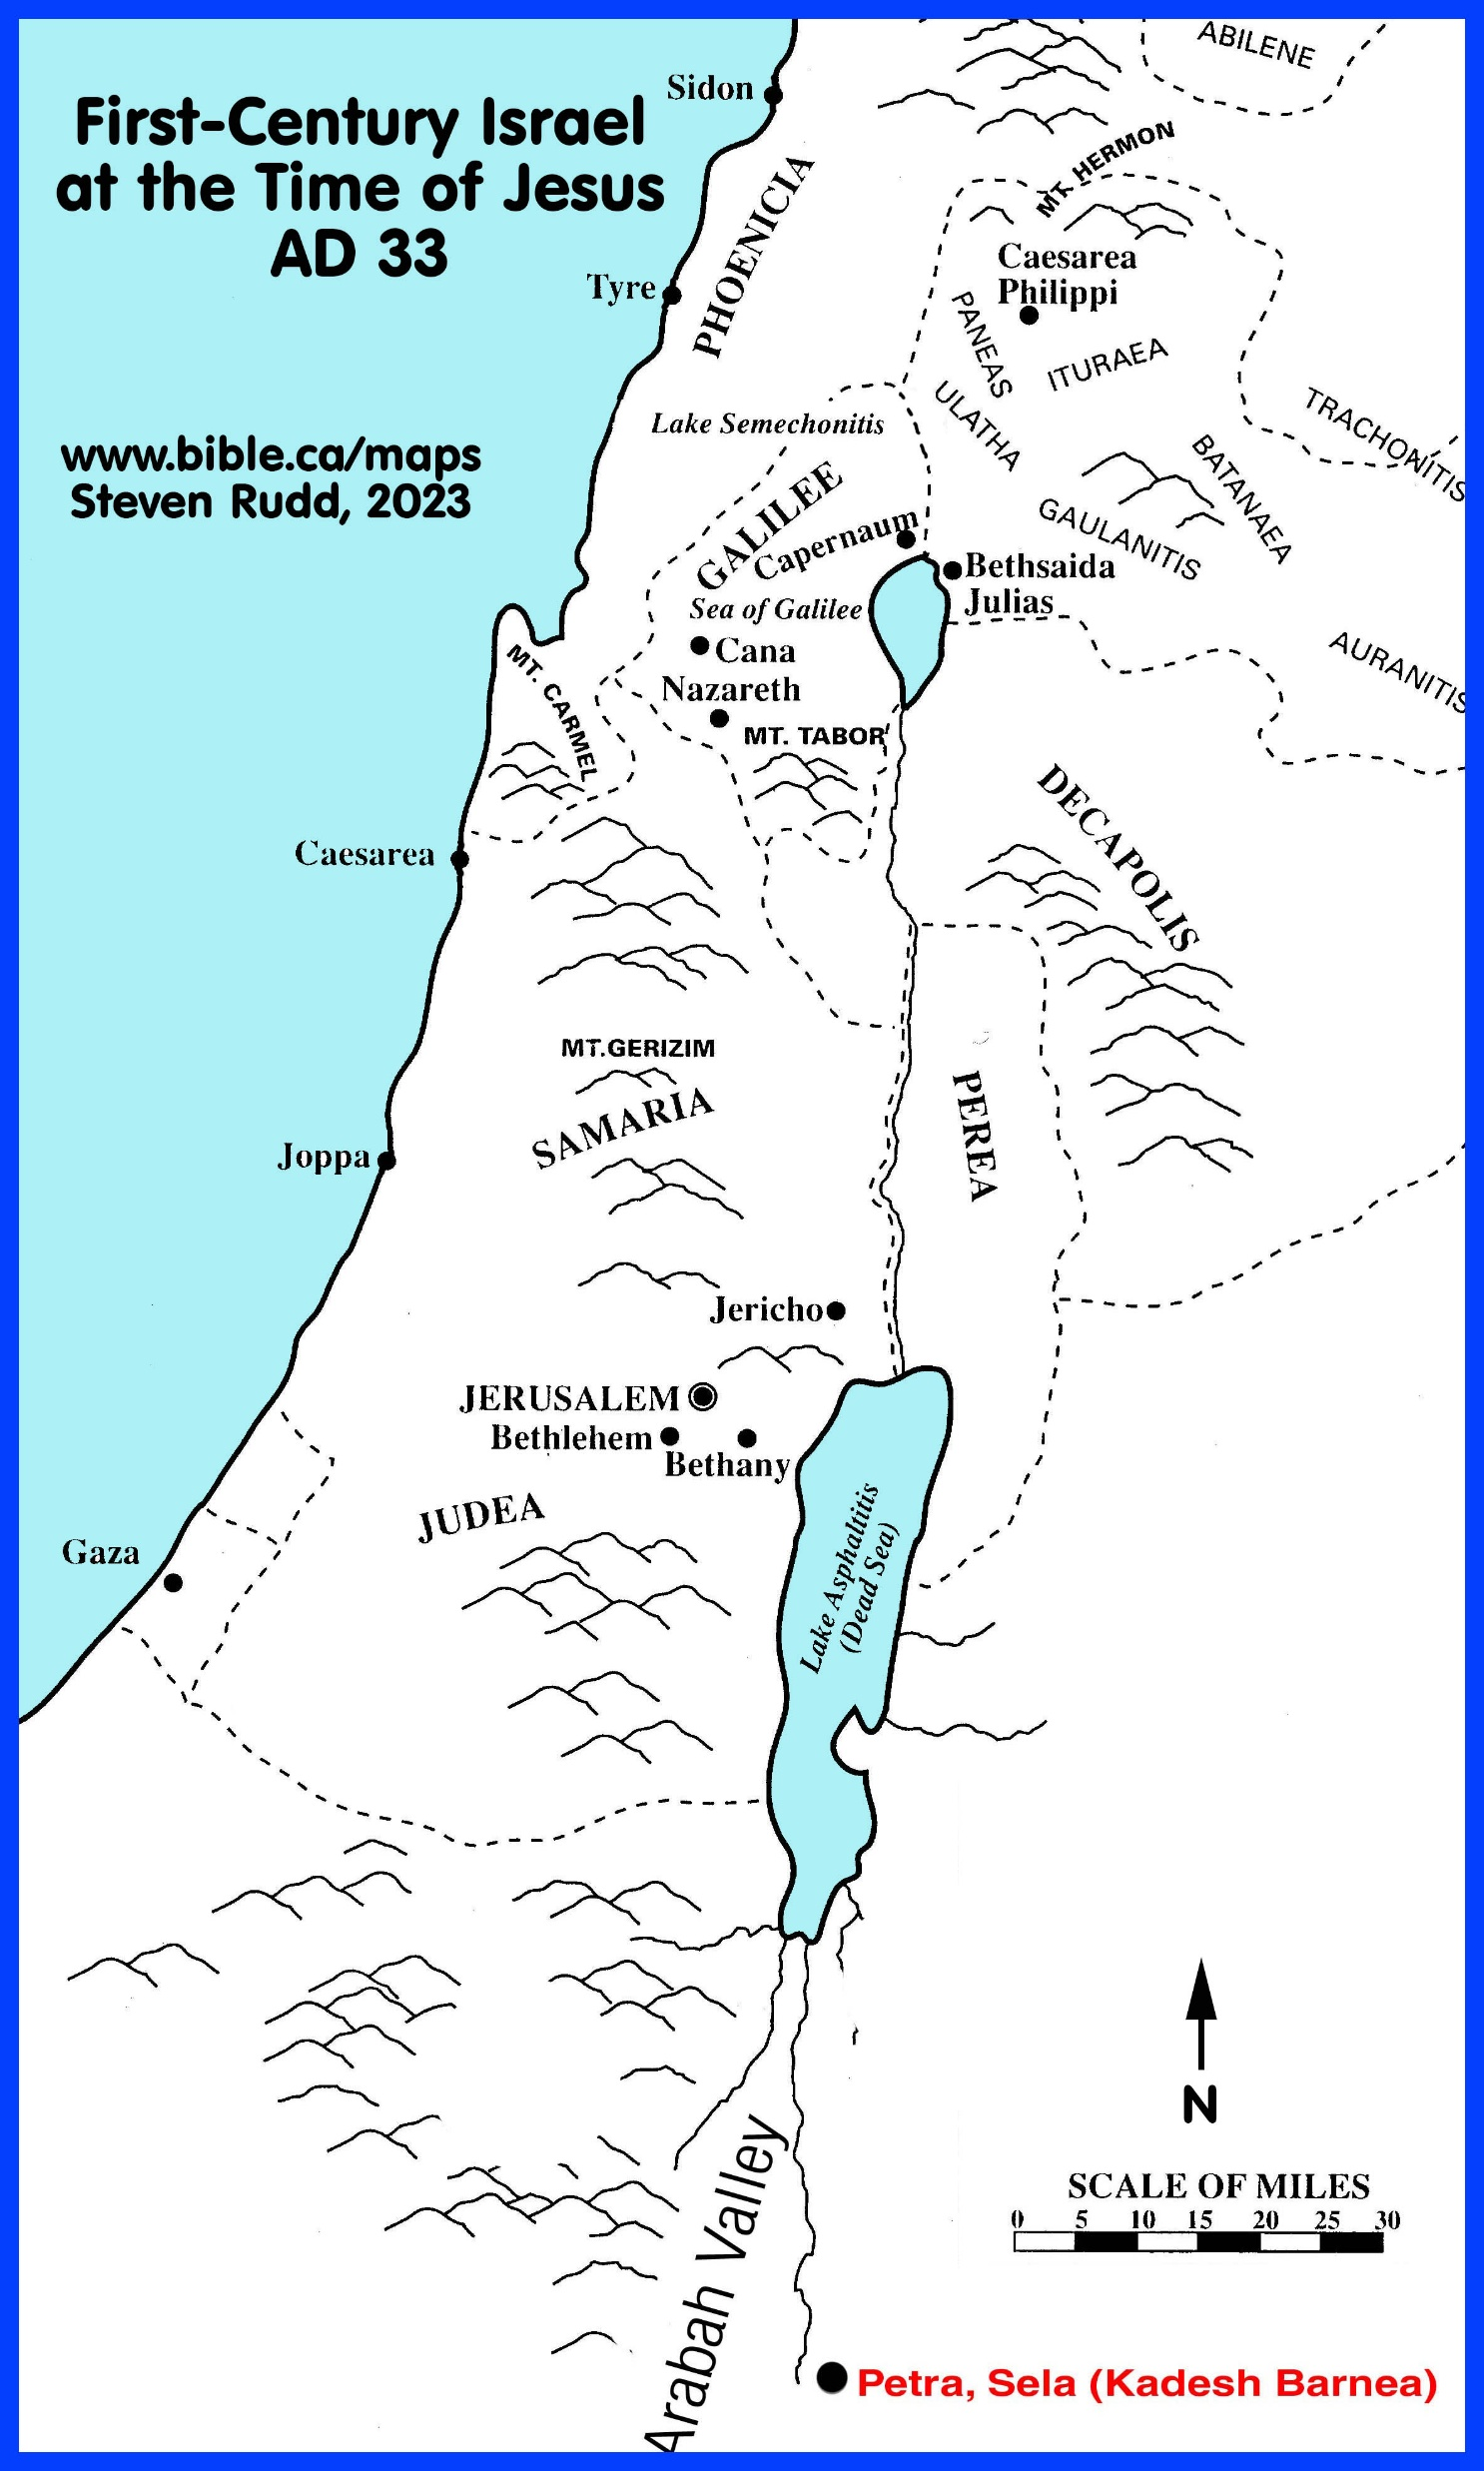 First-Century Israel
at the Time of Jesus
AD 33
www.bible.ca/maps
Steven Rudd, 2023
ABILENE
Sidon
MT. HERMON
PHOENICIA
Caesarea
Philippi
Tyre
PANEAS
ITURAEA
ULATHA
TRACHONITIS
Lake Semechonitis
BATANAEA
GALILEE
Capernaum
GAULANITIS
Bethsaida
Julias
Sea of Galilee
Cana
AURANITIS
MT. CARMEL
Nazareth
MT. TABOR
DECAPOLIS
Caesarea
MT.GERIZIM
SAMARIA
PEREA
Joppa
Jericho
JERUSALEM
Bethlehem
Bethany
JUDEA
Lake Asphaltitis
(Dead Sea)
Gaza
N
Arabah Valley
SCALE OF MILES
0 5 10 15 20 25 30
Petra, Sela (Kadesh Barnea)